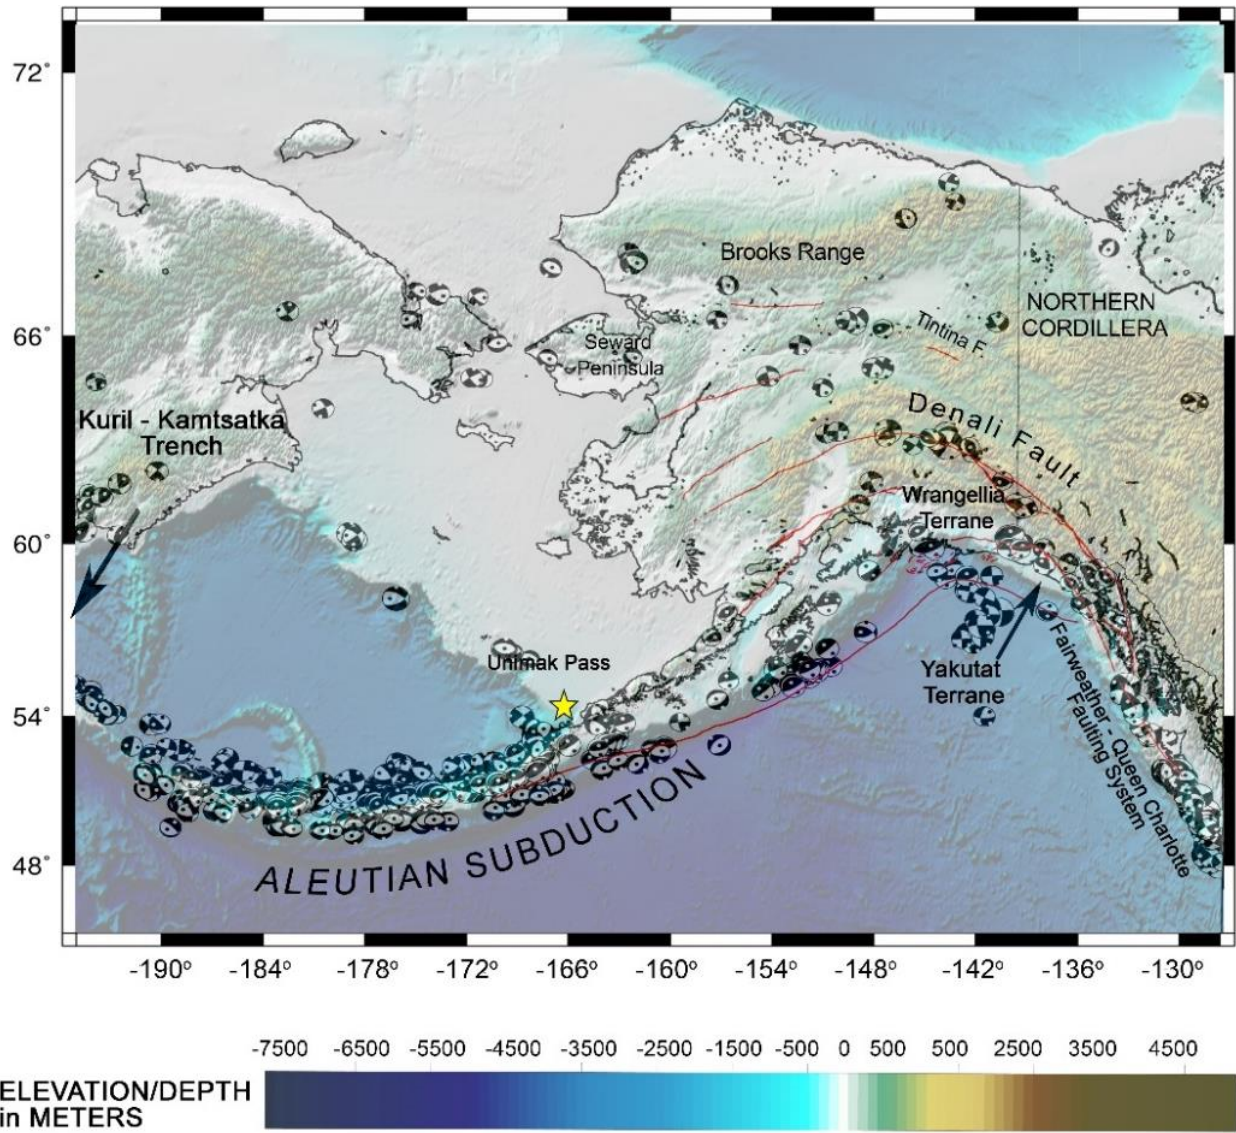 72°
66°
60°
54°
48°
Brooks Range
NORTHERN
CORDILLERA
Tintina F.
Seward
Peninsula
Kuril - Kamtsatka
Trench
Denali Fault
Wrangellia
Terrane
Unimak Pass
Yakutat
Terrane
Fairweather - Queen Charlotte
Faulting System
ALEUTIAN SUBDUCTION
-190° -184° -178° -172° -166° -160° -154° -148° -142° -136° -130°
-7500 -6500 -5500 -4500 -3500 -2500 -1500 -500 0 500 500 2500 3500 4500
ELEVATION/DEPTH
in METERS